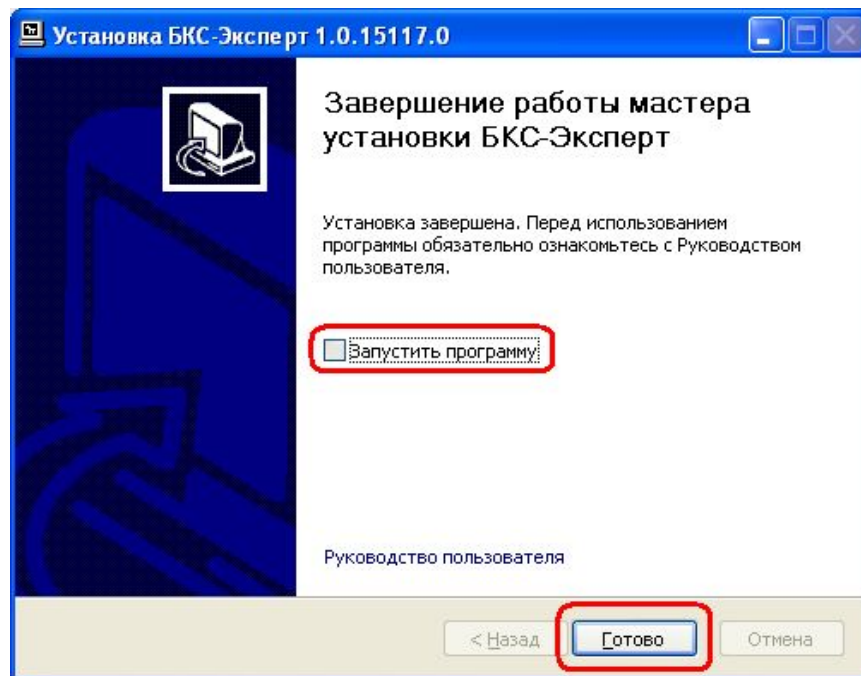 Установка БКС-Эксперт 1.0.15117.0
Завершение работы мастера
установки БКС-Эксперт
Установка завершена. Перед использованием
программы обязательно ознакомьтесь с Руководством
пользователя.
Запустить программу
Руководство пользователя
< Назад
Готово
Отмена